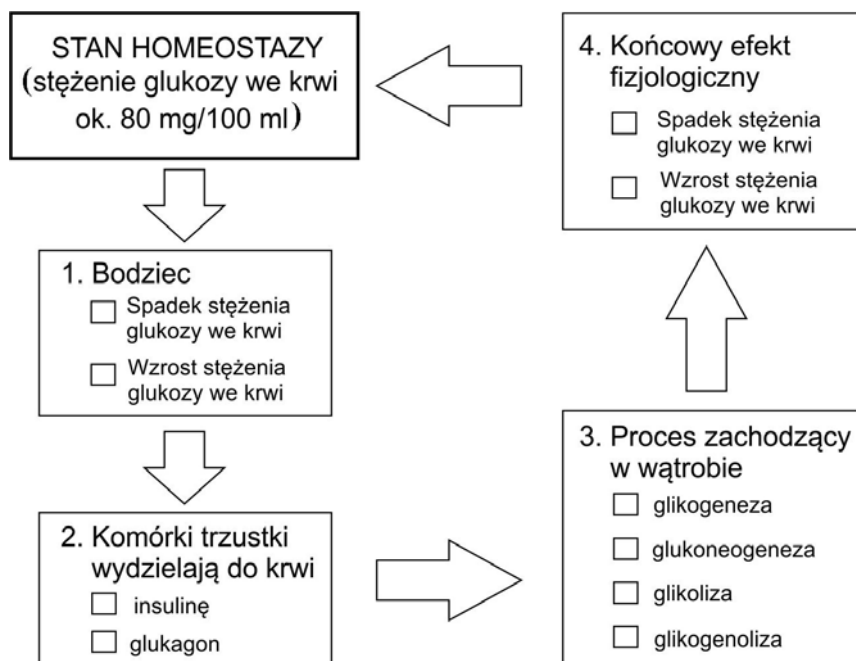 STAN HOMEOSTAZY
(stężenie glukozy we krwi
ok. 80 mg/100 ml)
1. Bodziec
Spadek stężenia
glukozy we krwi
Wzrost stężenia
glukozy we krwi
2. Komórki trzustki
wydzielają do krwi
insulinę
glukagon
3. Proces zachodzący
w wątrobie
glikogeneza
glukoneogeneza
glikoliza
glikogenoliza
4. Końcowy efekt
fizjologiczny
Spadek stężenia
glukozy we krwi
Wzrost stężenia
glukozy we krwi